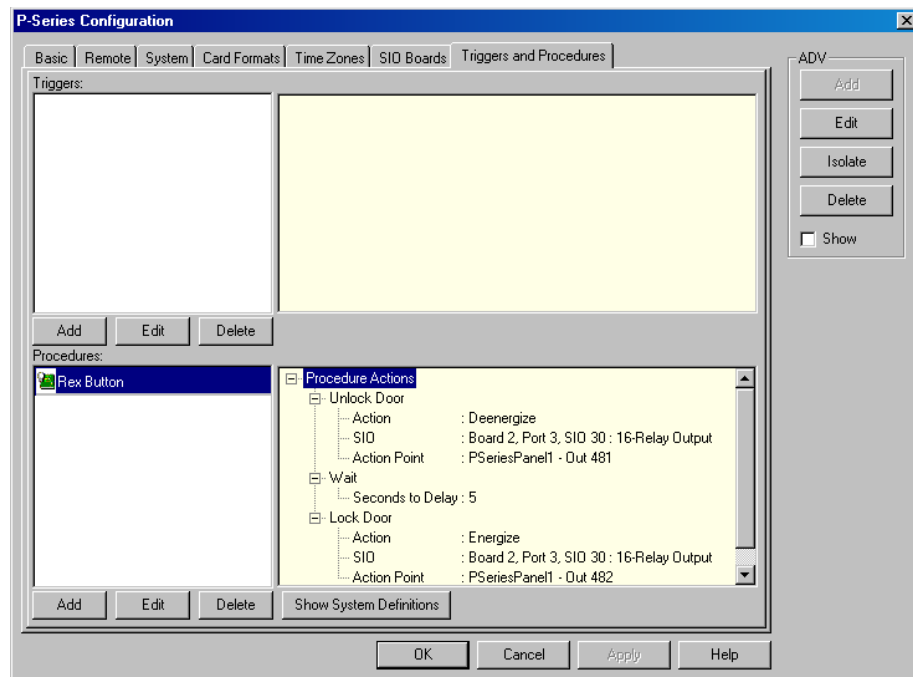 P-Series Configuration
Basic Remote System Card Formats Time Zones SIO Boards Triggers and Procedures
Triggers:
Add Edit Delete
Procedures:
Rex Button
Procedure Actions
Unlock Door
Action : Deenergize
SIO : Board 2, Port 3, SIO 30 : 16-Relay Output
Action Point : PSeriesPanel1 - Out 481
Wait
Seconds to Delay : 5
Lock Door
Action : Energize
SIO : Board 2, Port 3, SIO 30 : 16-Relay Output
Action Point : PSeriesPanel1 - Out 482
Add Edit Delete Show System Definitions
OK Cancel Apply Help
ADV
Add
Edit
Isolate
Delete
Show